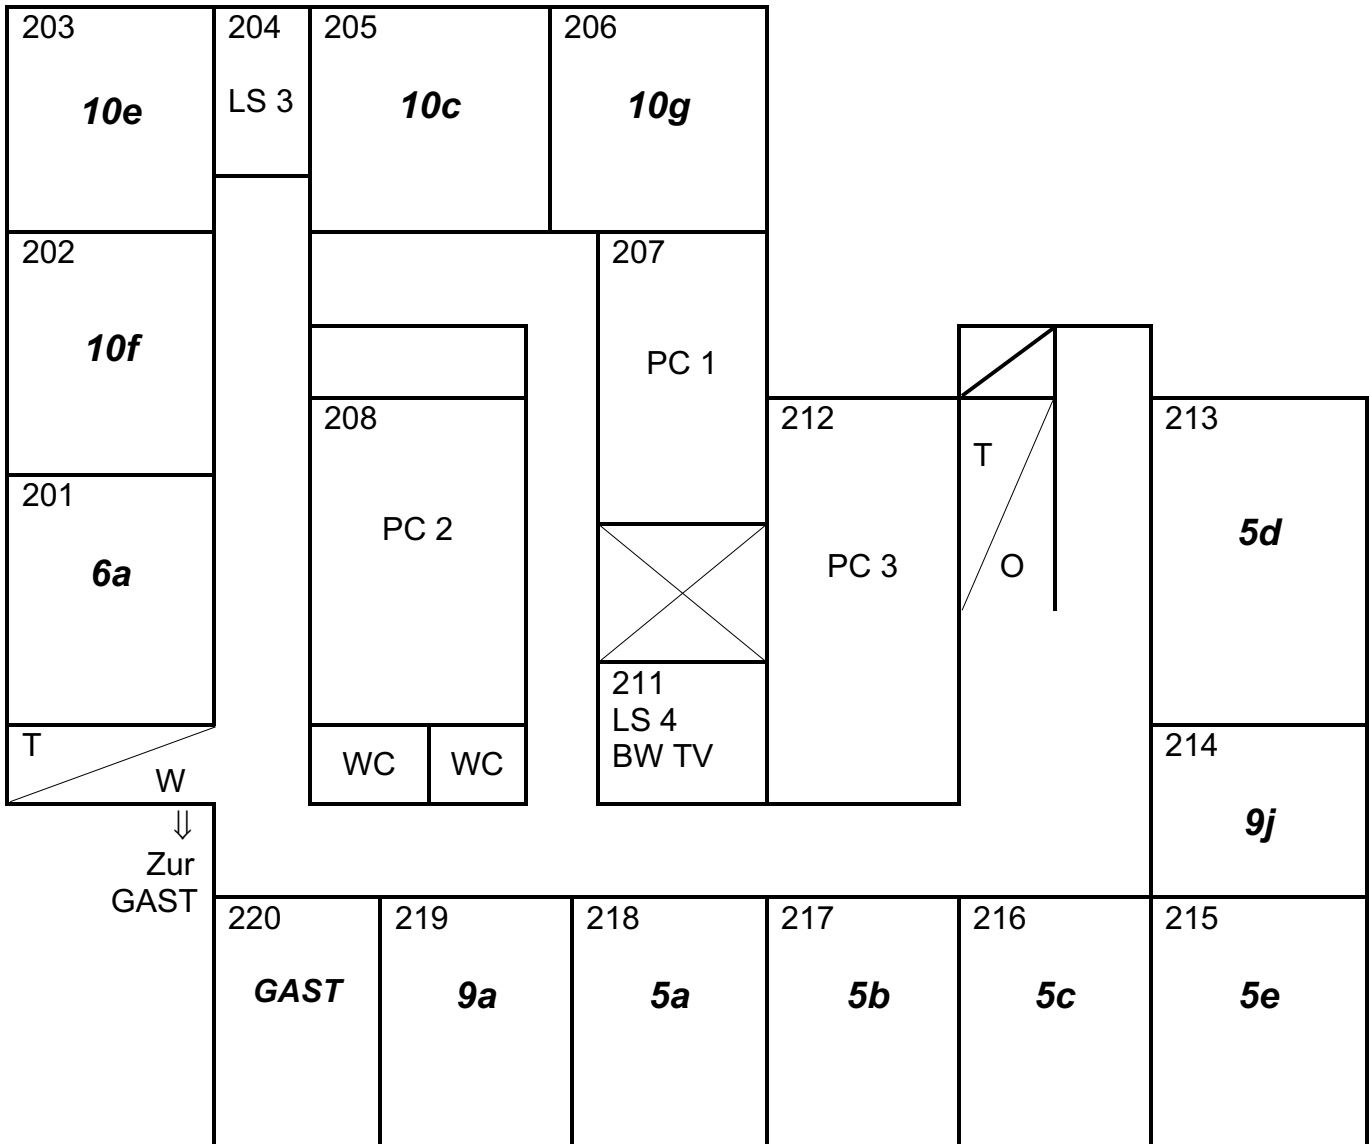 203
10e
204
LS 3
205
10c
206
10g
202
10f
207
PC 1
208
PC 2
212
PC 3
T
O
213
5d
201
6a
211
LS 4
BW TV
T
W
WC
WC
214
9j
⇓
Zur
GAST
220
GAST
219
9a
218
5a
217
5b
216
5c
215
5e